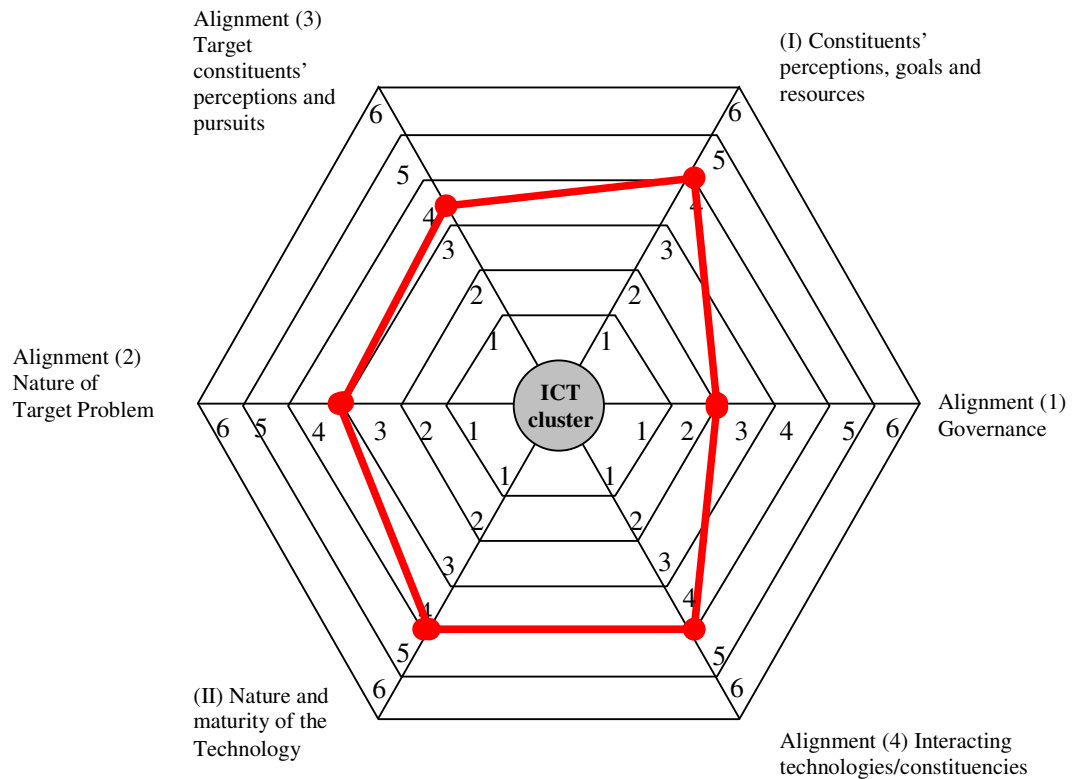 Alignment (3)
Target
constituents’
perceptions and
pursuits
(I) Constituents’
perceptions, goals and
resources
6 6
5 5
4 4
3 3
2 2
1 1
Alignment (2)
Nature of
Target Problem
ICT
cluster
Alignment (1)
Governance
6 5 4 3 2 1 1 2 3 4 5 6
1 1
2 2
3 3
4 4
5 5
6 6
(II) Nature and
maturity of the
Technology
Alignment (4) Interacting
technologies/constituencies